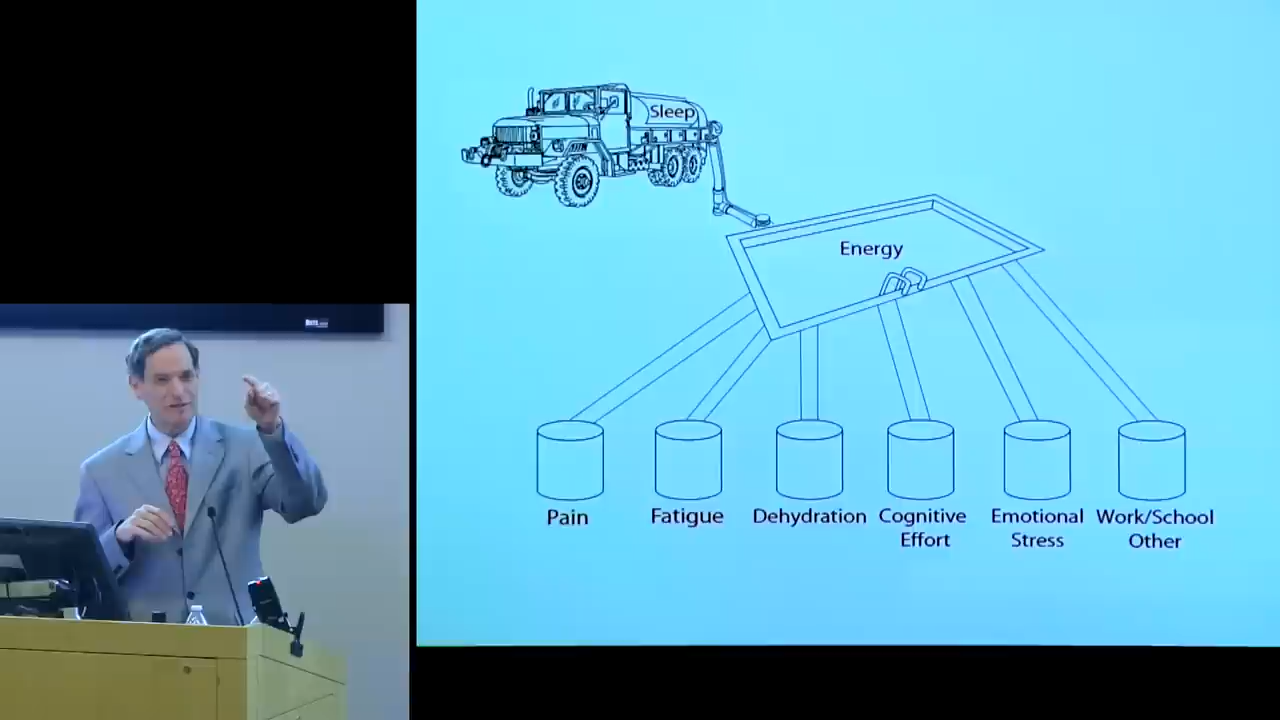 Sleep
Energy
Pain
Fatigue
Dehydration
Cognitive
Effort
Emotional
Stress
Work/School
Other